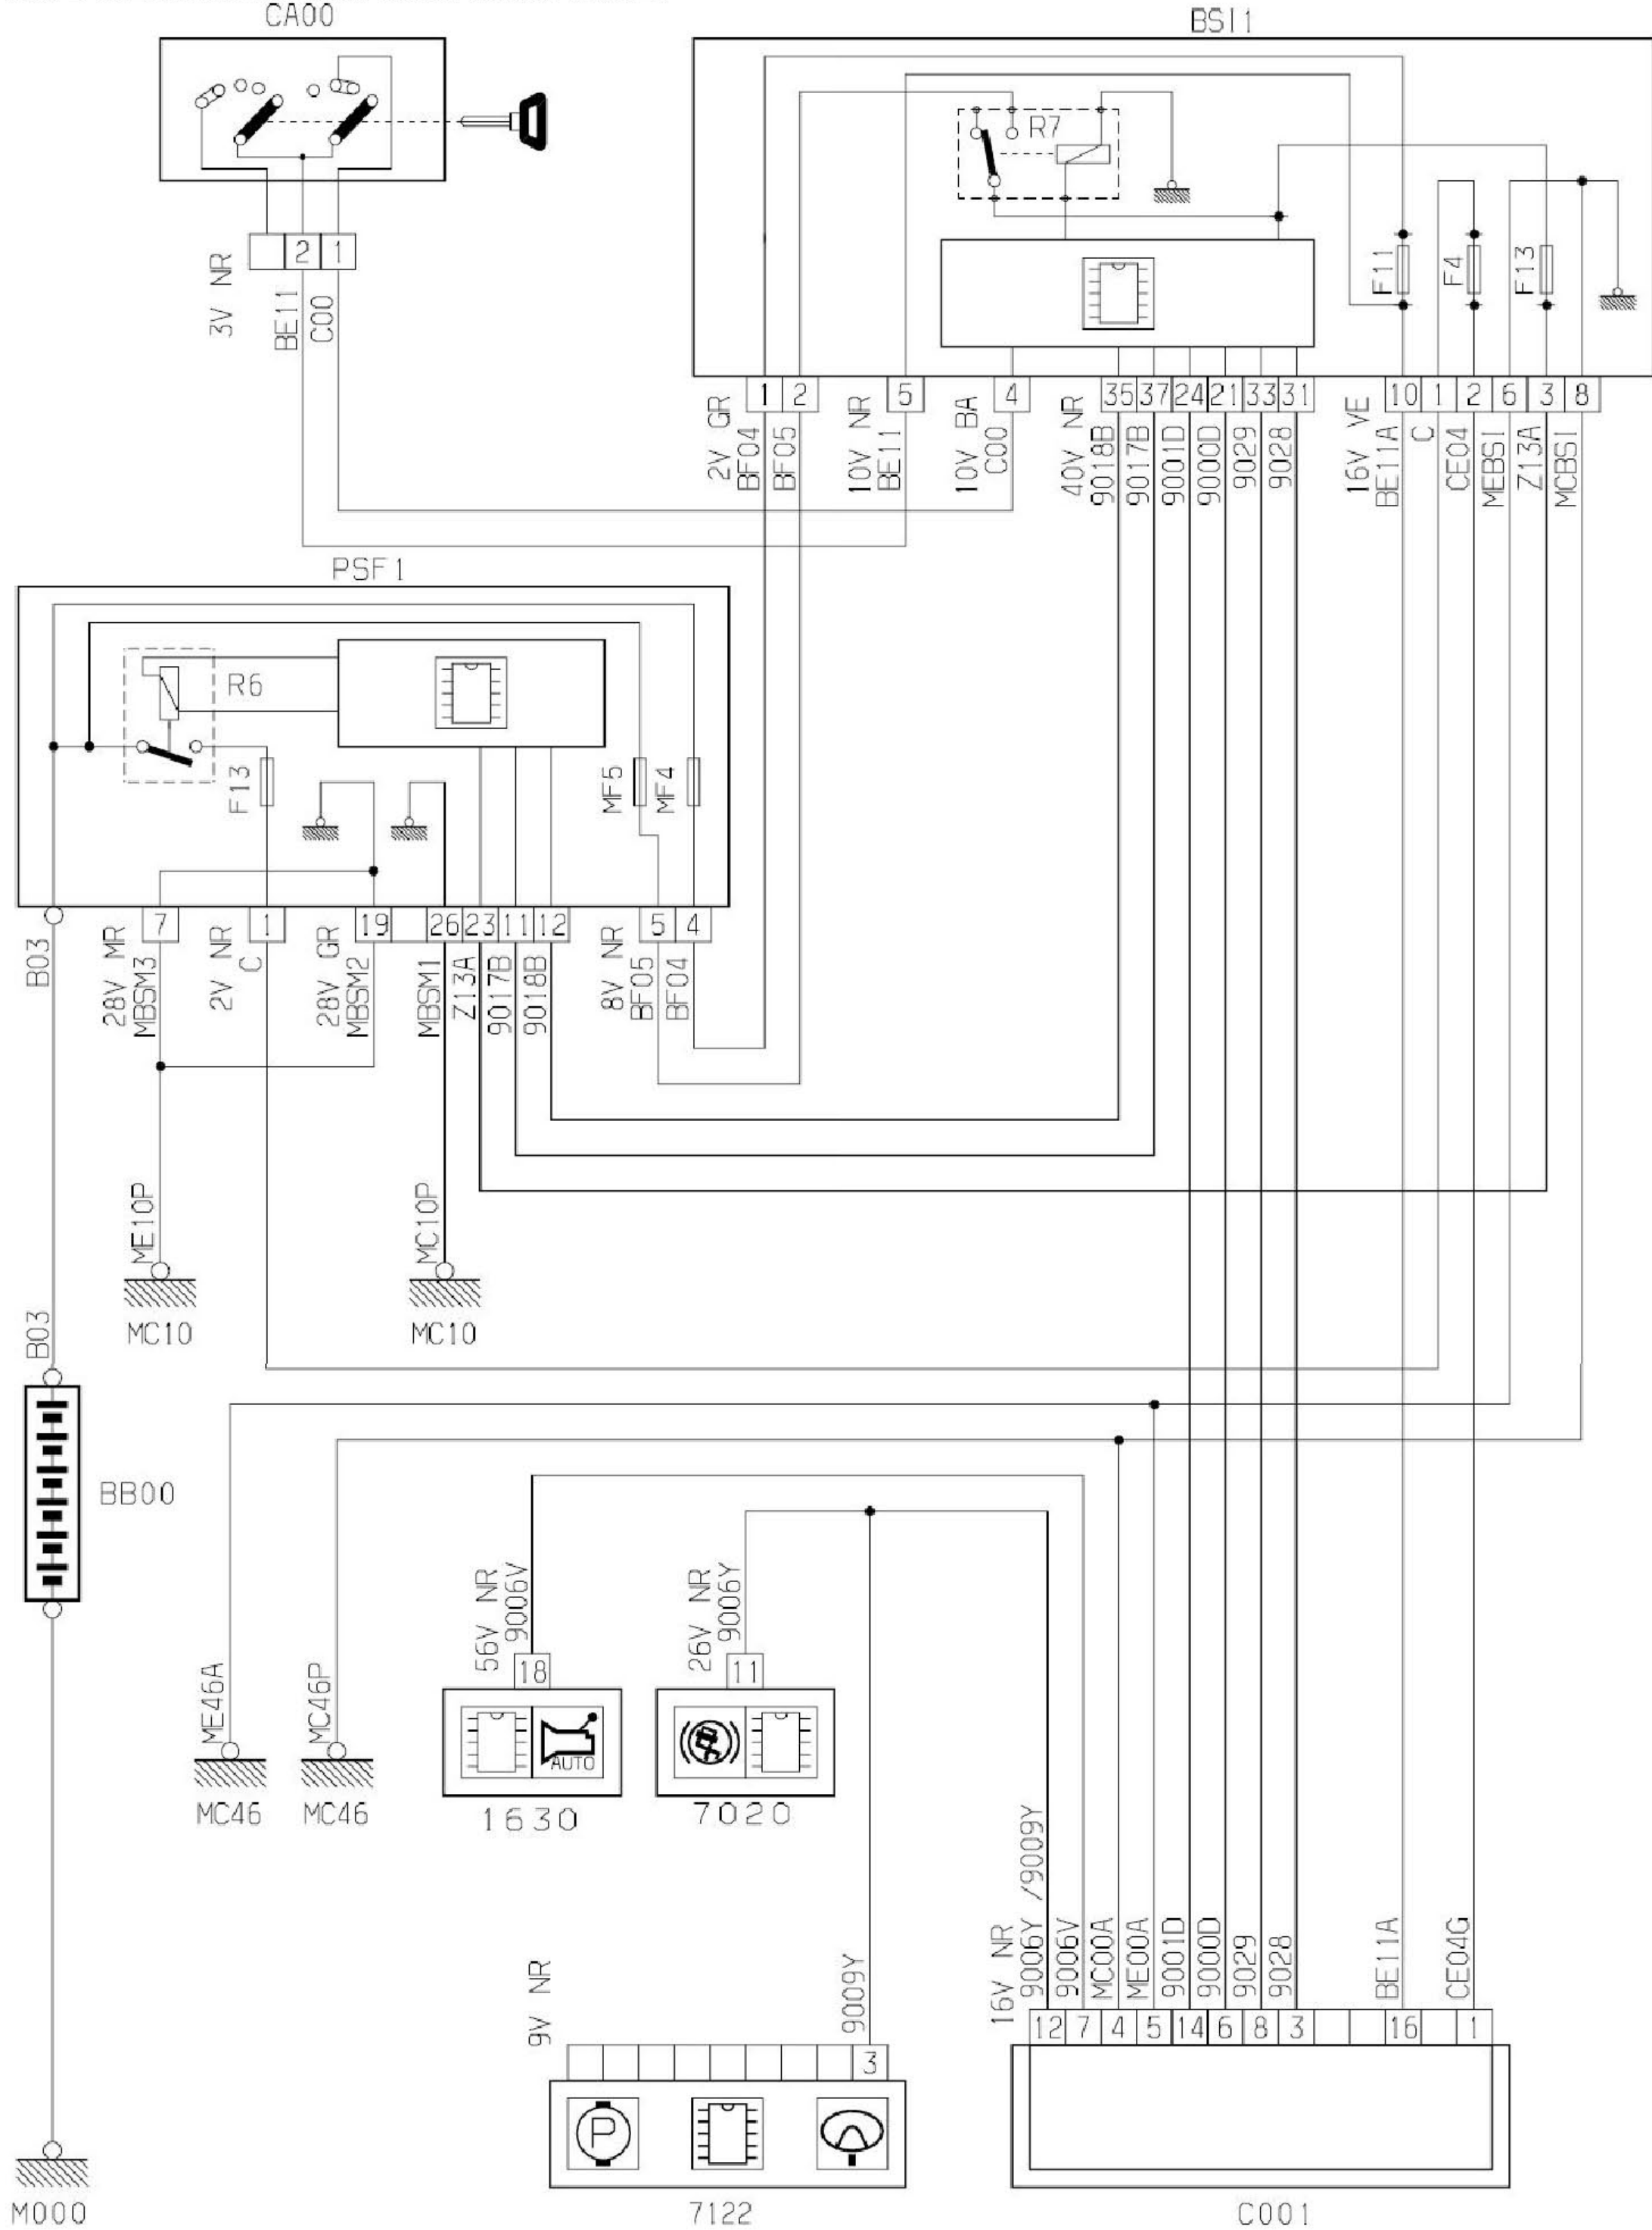 CA00
BSI1
R7
F11
F4
F13
2
1
3V NR
BE11
C00
1
2
5
4
35
37
24
21
33
31
10
1
2
6
3
8
2V GR
BF04
BF05
10V NR
BE11
10V BA
C00
40V NR
9018B
9017B
9001D
9000D
9029
9028
16V VE
BE11A
C
CE04
MEBSI
Z13A
MCBSI
PSF1
R6
F13
MF5
MF4
7
1
19
26
23
11
12
5
4
B03
28V MR
MBSM3
2V NR
C
28V GR
MBSM2
MBSM1
Z13A
9017B
9018B
8V NR
BF05
BF04
ME10P
MC10P
MC10
MC10
B03
BB00
56V NR
9006V
26V NR
9006Y
18
11
ME46A
MC46P
AUTO
MC46
MC46
1630
7020
16V NR
9006Y /9009Y
9006V
MC00A
ME00A
9001D
9000D
9029
9028
BE11A
CE04G
9V NR
9009Y
12
7
4
5
14
6
8
3
16
1
3
P
M000
7122
C001